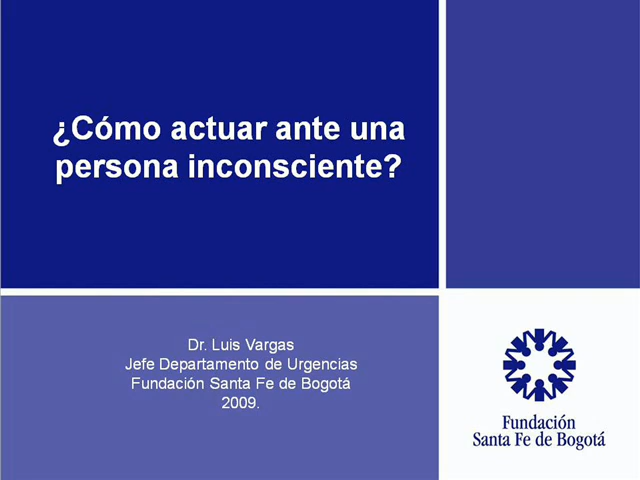 ¿Cómo actuar ante una
persona inconsciente?
Dr. Luis Vargas
Jefe Departamento de Urgencias
Fundación Santa Fe de Bogotá
2009.
Fundación
Santa Fe de Bogotá